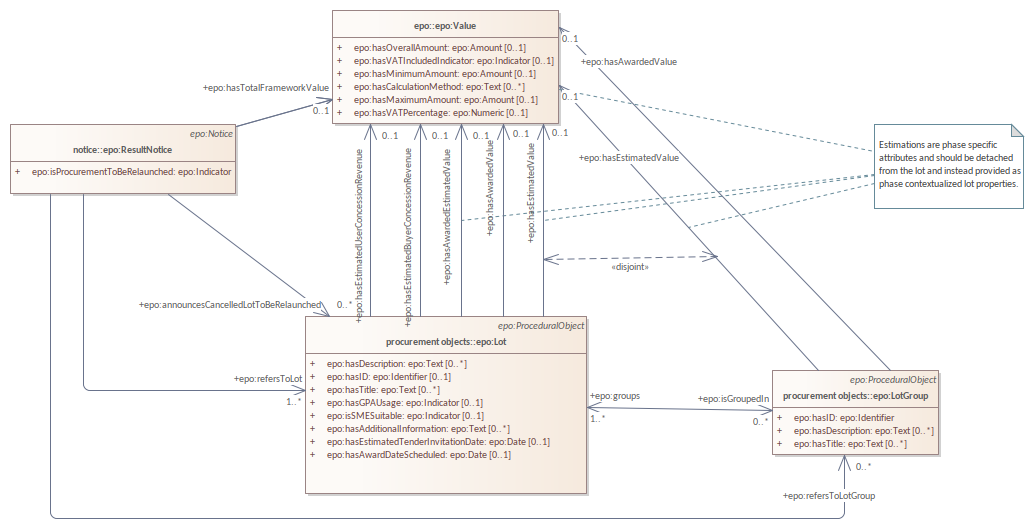 epo::epo:Value
+ epo:hasOverallAmount: epo:Amount [0..1]
+ epo:hasVATIncludedIndicator: epo:Indicator [0..1]
+ epo:hasMinimumAmount: epo:Amount [0..1]
+ epo:hasCalculationMethod: epo:Text [0..*]
+ epo:hasMaximumAmount: epo:Amount [0..1]
+ epo:hasVATPercentage: epo:Numeric [0..1]
0..1
+epo:hasAwardedValue
0..1
+epo:hasTotalFrameworkValue
0..1
epo:Notice
notice::epo:ResultNotice
+ epo:isProcurementToBeRelaunched: epo:Indicator
0..1
0..1
0..1
0..1
0..1
+epo:hasEstimatedUserConcessionRevenue
+epo:hasEstimatedBuyerConcessionRevenue
+epo:hasAwardedEstimatedValue
+epo:hasAwardedValue
+epo:hasEstimatedValue
+epo:hasEstimatedValue
Estimations are phase specific
attributes and should be detached
from the lot and instead provided as
phase contextualized lot properties.
«disjoint»
+epo:announcesCancelledLotToBeRelaunched
0..*
epo:ProceduralObject
procurement objects::epo:Lot
+ epo:hasDescription: epo:Text [0..*]
+ epo:hasID: epo:Identifier [0..1]
+ epo:hasTitle: epo:Text [0..*]
+ epo:hasGPAUsage: epo:Indicator [0..1]
+ epo:isSMESuitable: epo:Indicator [0..1]
+ epo:hasAdditionalInformation: epo:Text [0..*]
+ epo:hasEstimatedTenderInvitationDate: epo:Date [0..1]
+ epo:hasAwardDateScheduled: epo:Date [0..1]
+epo:refersToLot
1..*
+epo:groups
1..*
+epo:isGroupedIn
0..*
epo:ProceduralObject
procurement objects::epo:LotGroup
+ epo:hasID: epo:Identifier
+ epo:hasDescription: epo:Text [0..*]
+ epo:hasTitle: epo:Text [0..*]
0..*
+epo:refersToLotGroup